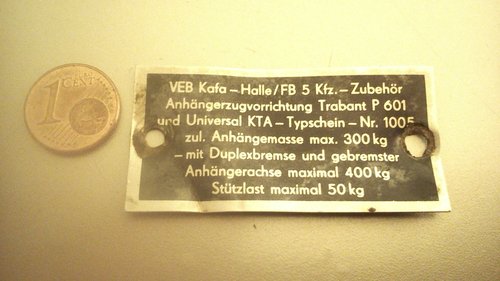 1
CENT
VEB Kafa – Halle/FB 5 Kfz. – Zubehör
Anhängerzugvorrichtung Trabant P 601
und Universal KTA – Typschein – Nr. 1005
zul. Anhängemasse max. 300 kg
– mit Duplexbremse und gebremster
Anhängerachse maximal 400 kg
Stützlast maximal 50 kg